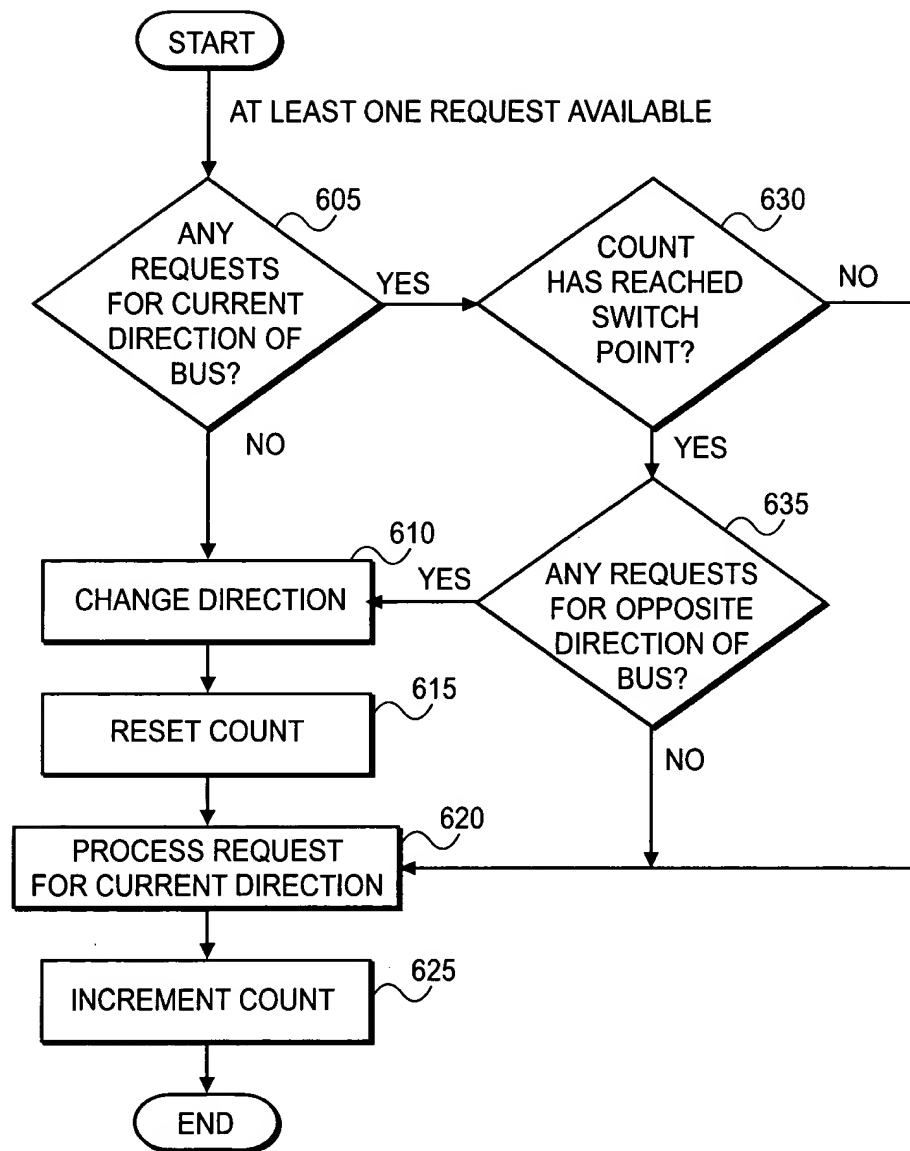 START
AT LEAST ONE REQUEST AVAILABLE
605
ANY
REQUESTS
FOR CURRENT
DIRECTION OF
BUS?
YES
NO
630
COUNT
HAS REACHED
SWITCH
POINT?
NO
YES
635
ANY REQUESTS
FOR OPPOSITE
DIRECTION OF
BUS?
YES
NO
610
CHANGE DIRECTION
615
RESET COUNT
620
PROCESS REQUEST
FOR CURRENT DIRECTION
625
INCREMENT COUNT
END